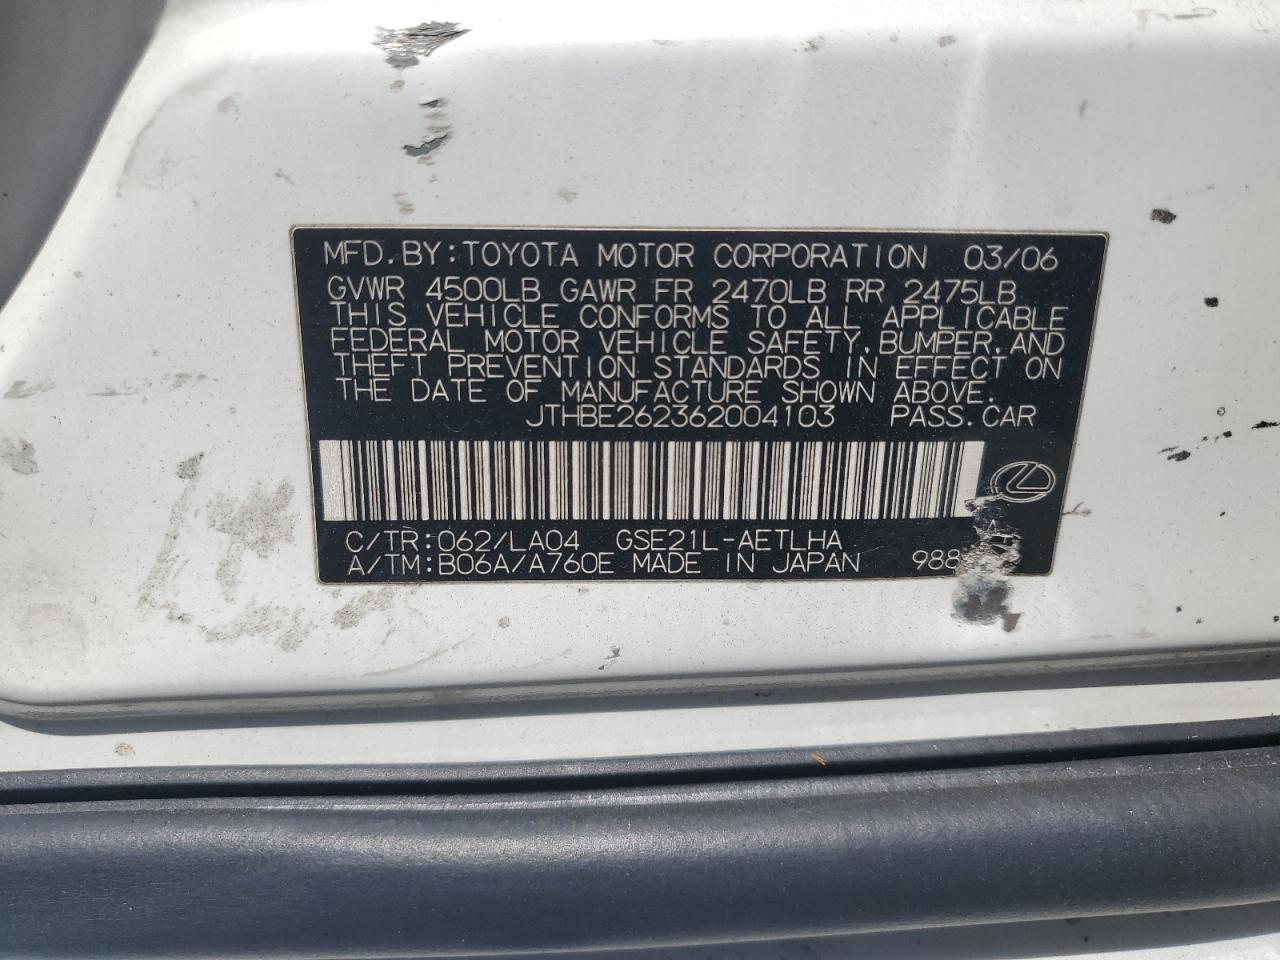 MFD. BY: TOYOTA MOTOR CORPORATION 03/06
GVWR 4500LB GAWR FR 2470LB RR 2475LB
THIS VEHICLE CONFORMS TO ALL APPLICABLE
FEDERAL MOTOR VEHICLE SAFETY, BUMPER, AND
THEFT PREVENTION STANDARDS IN EFFECT ON
THE DATE OF MANUFACTURE SHOWN ABOVE.
JTHBE262362004103 PASS. CAR
C/TR: 062/LA04 GSE21L-AETLHA
A/TM: B06A/A760E MADE IN JAPAN